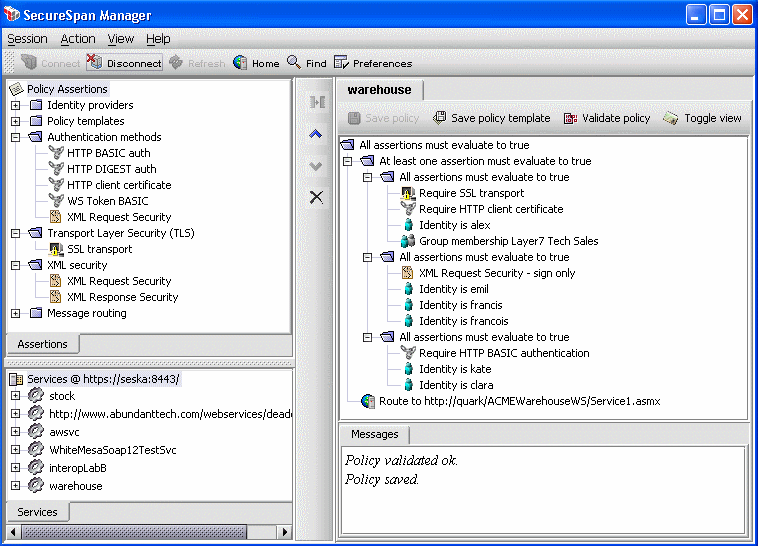 SecureSpan Manager
Session Action View Help
Connect Disconnect Refresh Home Find Preferences
Policy Assertions
Identity providers
Policy templates
Authentication methods
HTTP BASIC auth
HTTP DIGEST auth
HTTP client certificate
WS Token BASIC
XML Request Security
Transport Layer Security (TLS)
SSL transport
XML security
XML Request Security
XML Response Security
Message routing
Assertions
Services @ https://seska:8443/
stock
http://www.abundanttech.com/webservices/deadc
awsvc
WhiteMesaSoap12TestSvc
interopLabB
warehouse
Services
warehouse
Save policy Save policy template Validate policy Toggle view
All assertions must evaluate to true
At least one assertion must evaluate to true
All assertions must evaluate to true
Require SSL transport
Require HTTP client certificate
Identity is alex
Group membership Layer7 Tech Sales
All assertions must evaluate to true
XML Request Security - sign only
Identity is emil
Identity is francis
Identity is francois
All assertions must evaluate to true
Require HTTP BASIC authentication
Identity is kate
Identity is clara
Route to http://quark/ACMEWarehouseWS/Service1.asmx
Messages
Policy validated ok.
Policy saved.